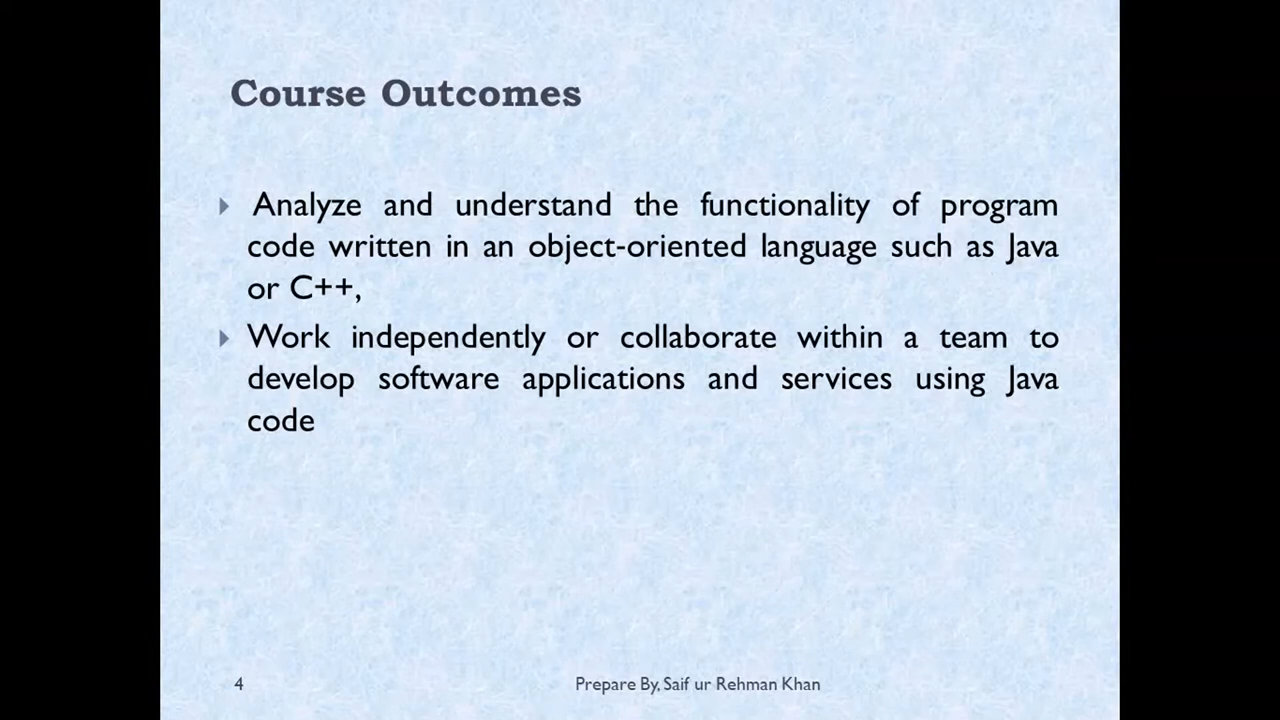 Course Outcomes
Analyze and understand the functionality of program
code written in an object-oriented language such as Java
or C++,
Work independently or collaborate within a team to
develop software applications and services using Java
code
4
Prepare By, Saif ur Rehman Khan